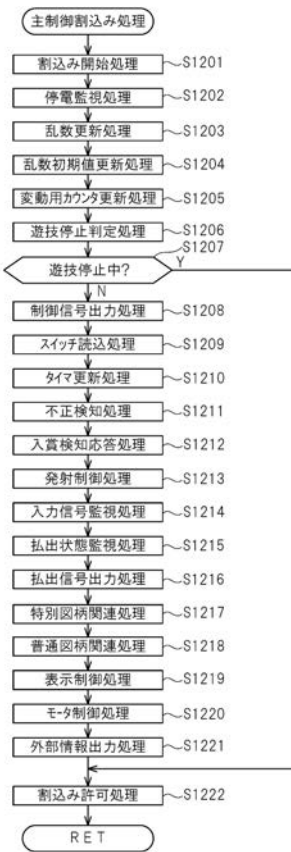 主制御割込み処理
割込み開始処理 S1201
停電監視処理 S1202
乱数更新処理 S1203
乱数初期値更新処理 S1204
変動用カウンタ更新処理 S1205
遊技停止判定処理 S1206
S1207
遊技停止中? Y
N
制御信号出力処理 S1208
スイッチ読込処理 S1209
タイマ更新処理 S1210
不正検知処理 S1211
入賞検知応答処理 S1212
発射制御処理 S1213
入力信号監視処理 S1214
払出状態監視処理 S1215
払出信号出力処理 S1216
特別図柄関連処理 S1217
普通図柄関連処理 S1218
表示制御処理 S1219
モータ制御処理 S1220
外部情報出力処理 S1221
割込み許可処理 S1222
RET